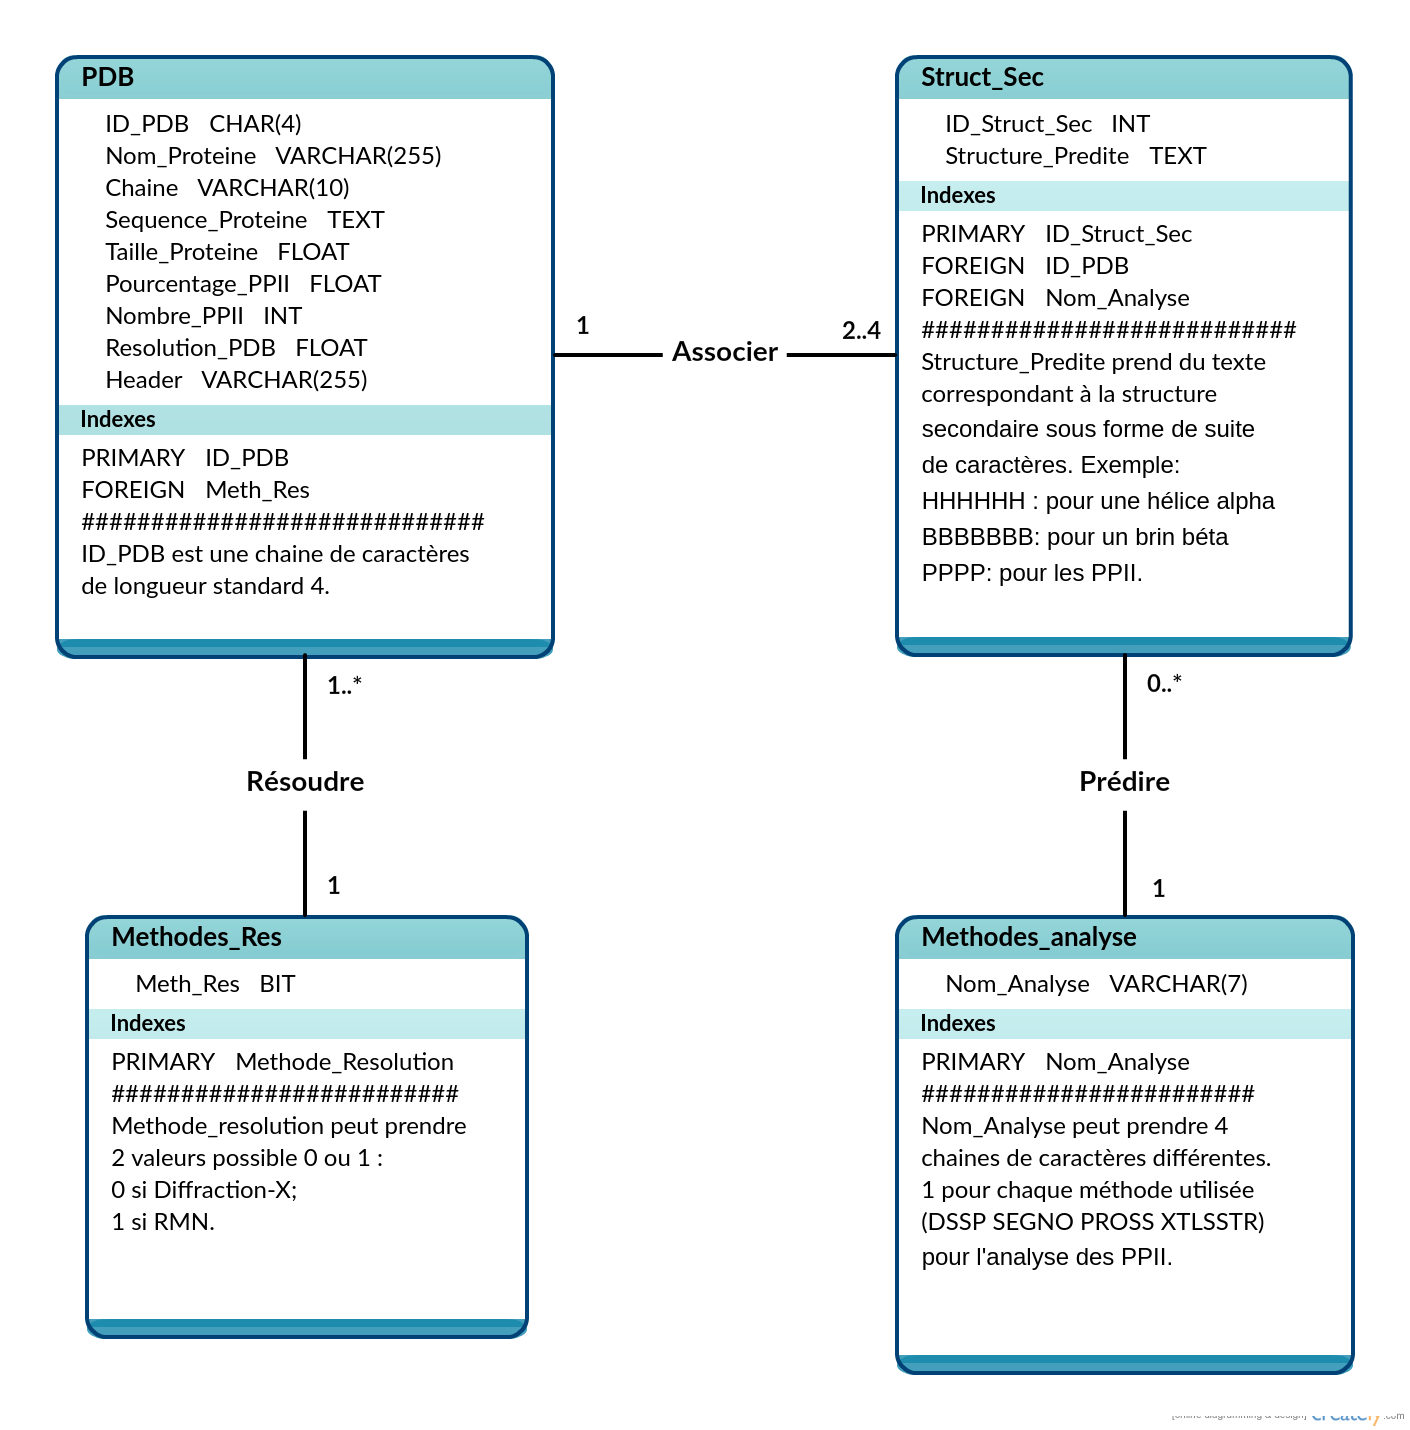 PDB
ID_PDB CHAR(4)
Nom_Proteine VARCHAR(255)
Chaine VARCHAR(10)
Sequence_Proteine TEXT
Taille_Proteine FLOAT
Pourcentage_PPII FLOAT
Nombre_PPII INT
Resolution_PDB FLOAT
Header VARCHAR(255)
Indexes
PRIMARY ID_PDB
FOREIGN Meth_Res
#############################
ID_PDB est une chaine de caractères
de longueur standard 4.
1
Associer
2..4
Struct_Sec
ID_Struct_Sec INT
Structure_Predite TEXT
Indexes
PRIMARY ID_Struct_Sec
FOREIGN ID_PDB
FOREIGN Nom_Analyse
###########################
Structure_Predite prend du texte
correspondant à la structure
secondaire sous forme de suite
de caractères. Exemple:
HHHHHH : pour une hélice alpha
BBBBBBB: pour un brin béta
PPPP: pour les PPII.
1..*
Résoudre
1
0..*
Prédire
1
Methodes_Res
Meth_Res BIT
Indexes
PRIMARY Methode_Resolution
#########################
Methode_resolution peut prendre
2 valeurs possible 0 ou 1 :
0 si Diffraction-X;
1 si RMN.
Methodes_analyse
Nom_Analyse VARCHAR(7)
Indexes
PRIMARY Nom_Analyse
########################
Nom_Analyse peut prendre 4
chaines de caractères différentes.
1 pour chaque méthode utilisée
(DSSP SEGNO PROSS XTLSSTR)
pour l'analyse des PPII.
[online diagramming & design] creately.com